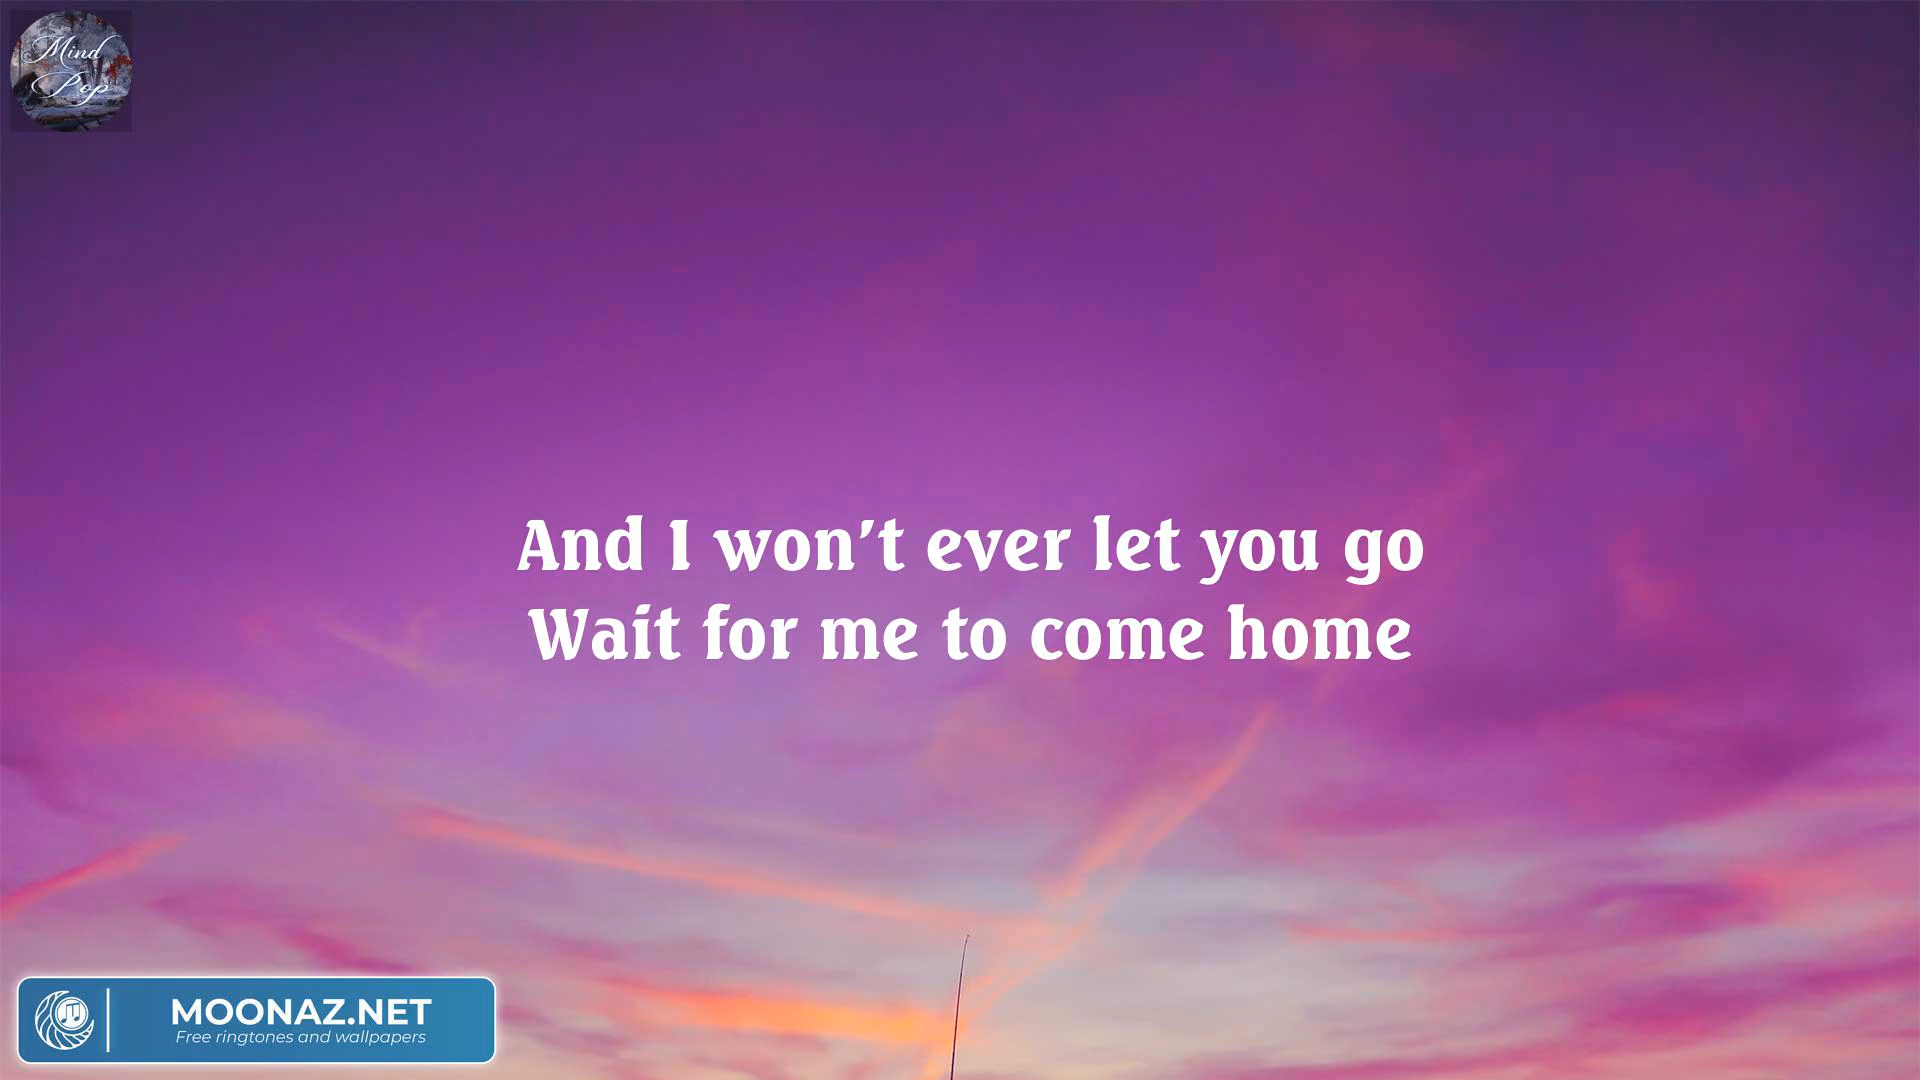 Mind
Pop
And I won't ever let you go
Wait for me to come home
MOONAZ.NET
Free ringtones and wallpapers